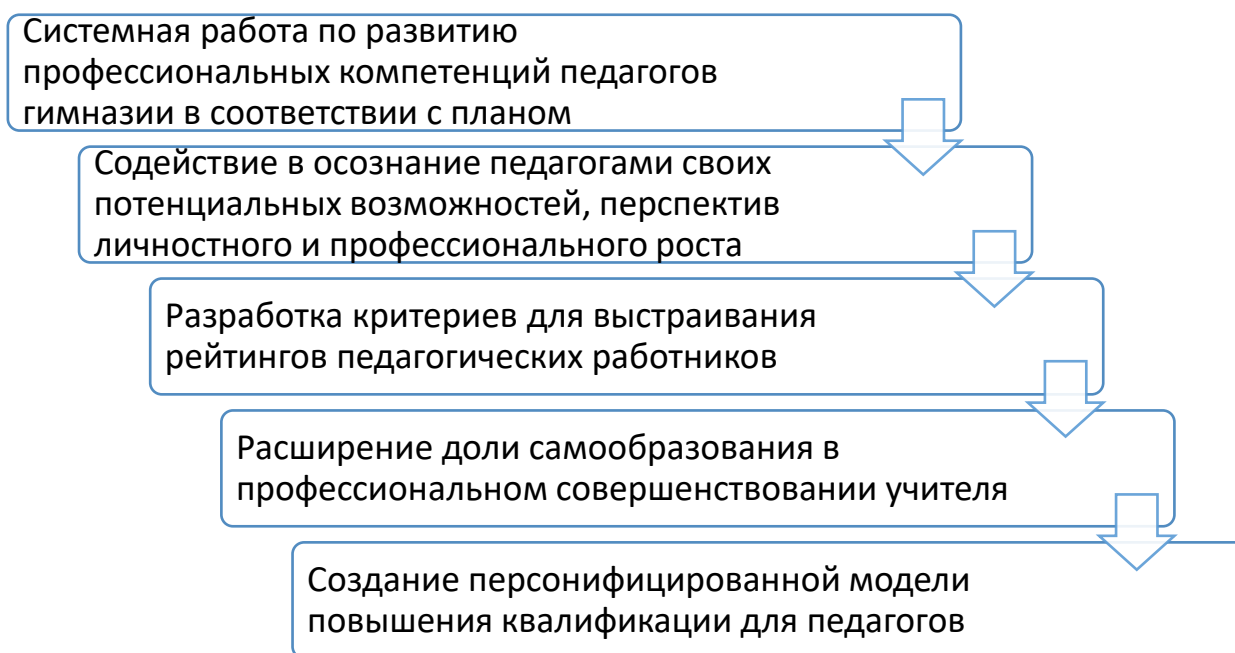 Системная работа по развитию
профессиональных компетенций педагогов
гимназии в соответствии с планом
Содействие в осознание педагогами своих
потенциальных возможностей, перспектив
личностного и профессионального роста
Разработка критериев для выстраивания
рейтингов педагогических работников
Расширение доли самообразования в
профессиональном совершенствовании учителя
Создание персонифицированной модели
повышения квалификации для педагогов